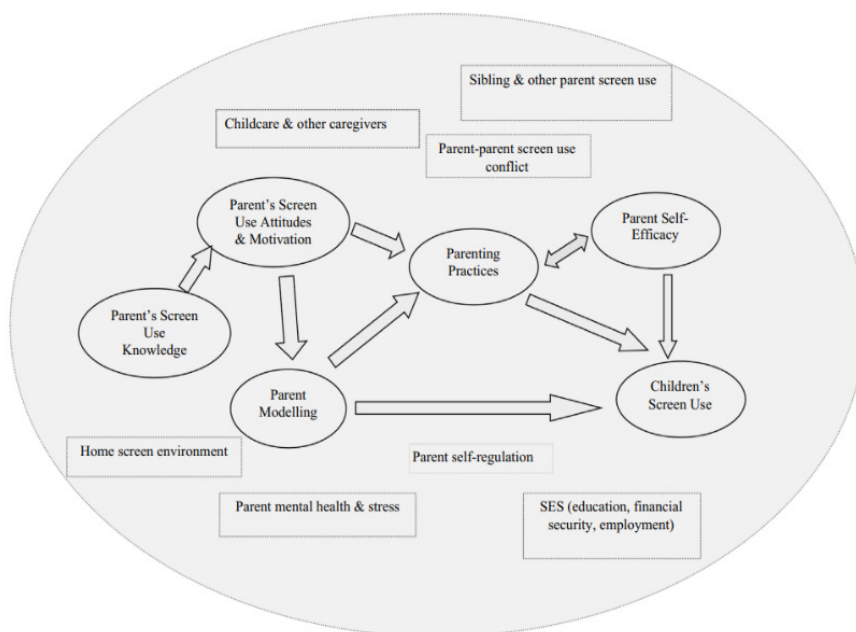 Sibling & other parent screen use
Childcare & other caregivers
Parent-parent screen use
conflict
Parent's Screen
Use Attitudes
& Motivation
Parent Self-
Efficacy
Parenting
Practices
Parent's Screen
Use
Knowledge
Parent
Modelling
Children's
Screen Use
Home screen environment
Parent self-regulation
Parent mental health & stress
SES (education, financial
security, employment)